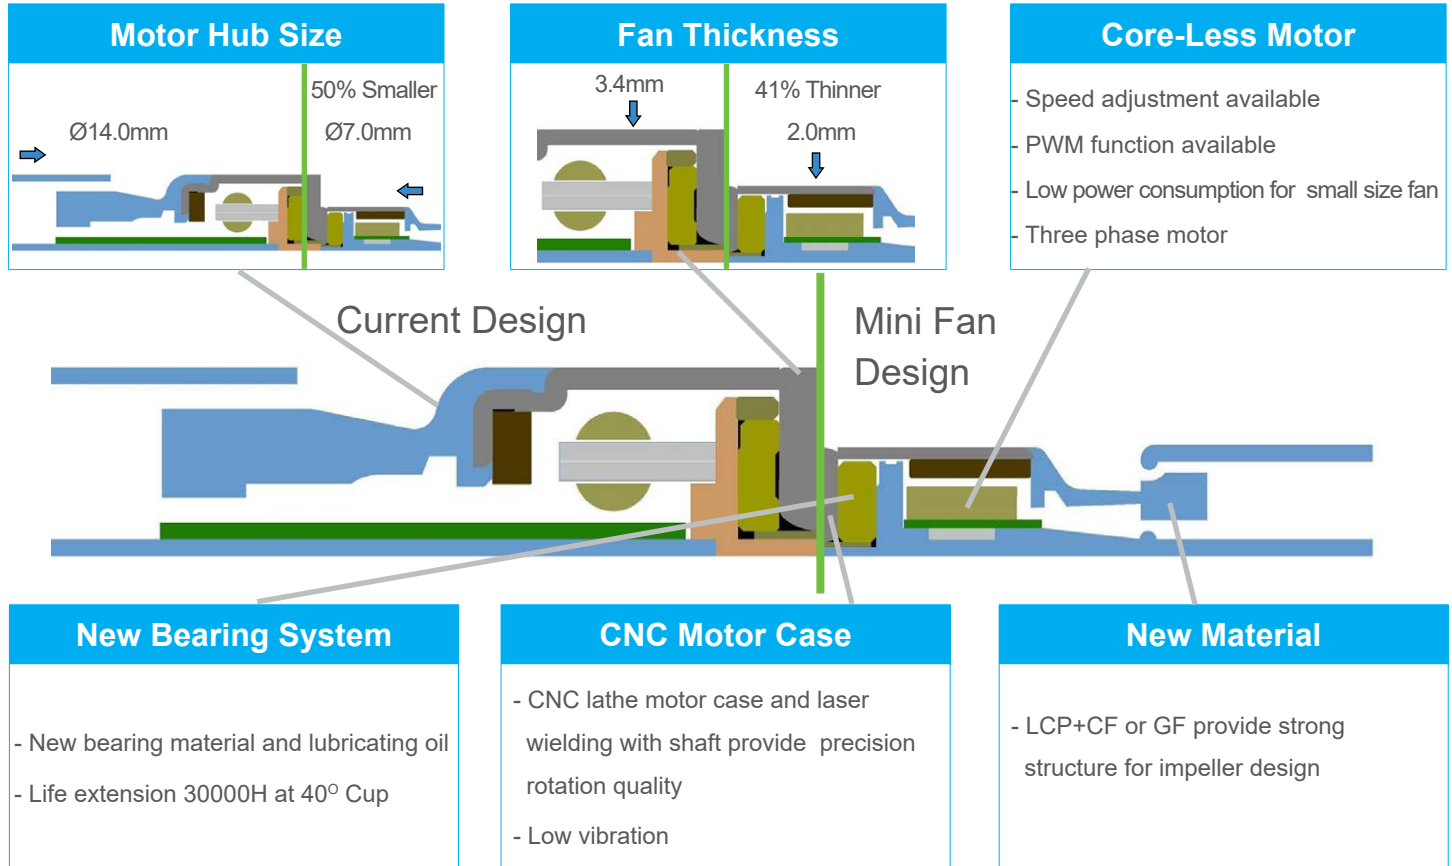 Motor Hub Size
50% Smaller
Ø14.0mm
Ø7.0mm
Fan Thickness
3.4mm
41% Thinner
2.0mm
Core-Less Motor
- Speed adjustment available
- PWM function available
- Low power consumption for small size fan
- Three phase motor
Current Design
Mini Fan
Design
New Bearing System
- New bearing material and lubricating oil
- Life extension 30000H at 40º Cup
CNC Motor Case
- CNC lathe motor case and laser
wielding with shaft provide precision
rotation quality
- Low vibration
New Material
- LCP+CF or GF provide strong
structure for impeller design